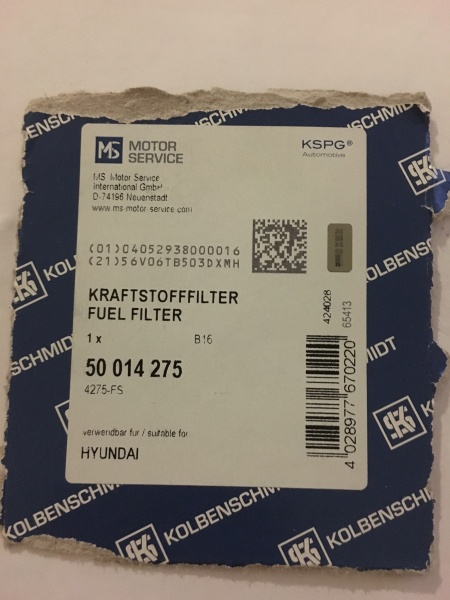 KOLBENSCHMIDT
MS MOTOR
SERVICE
KSPG®
Automotive
MS Motor Service
International GmbH
D-74196 Neuenstadt
www.ms-motor-service.com
(01)04052938000016
(21)56V06TB503DXMH
KRAFTSTOFFFILTER
FUEL FILTER
1 x B16
50 014 275
4275-FS
verwendbar für / suitable for
HYUNDAI
424028
65413
4 028977 670220
KOLBENSCHMIDT
KOLBENSCHMIDT